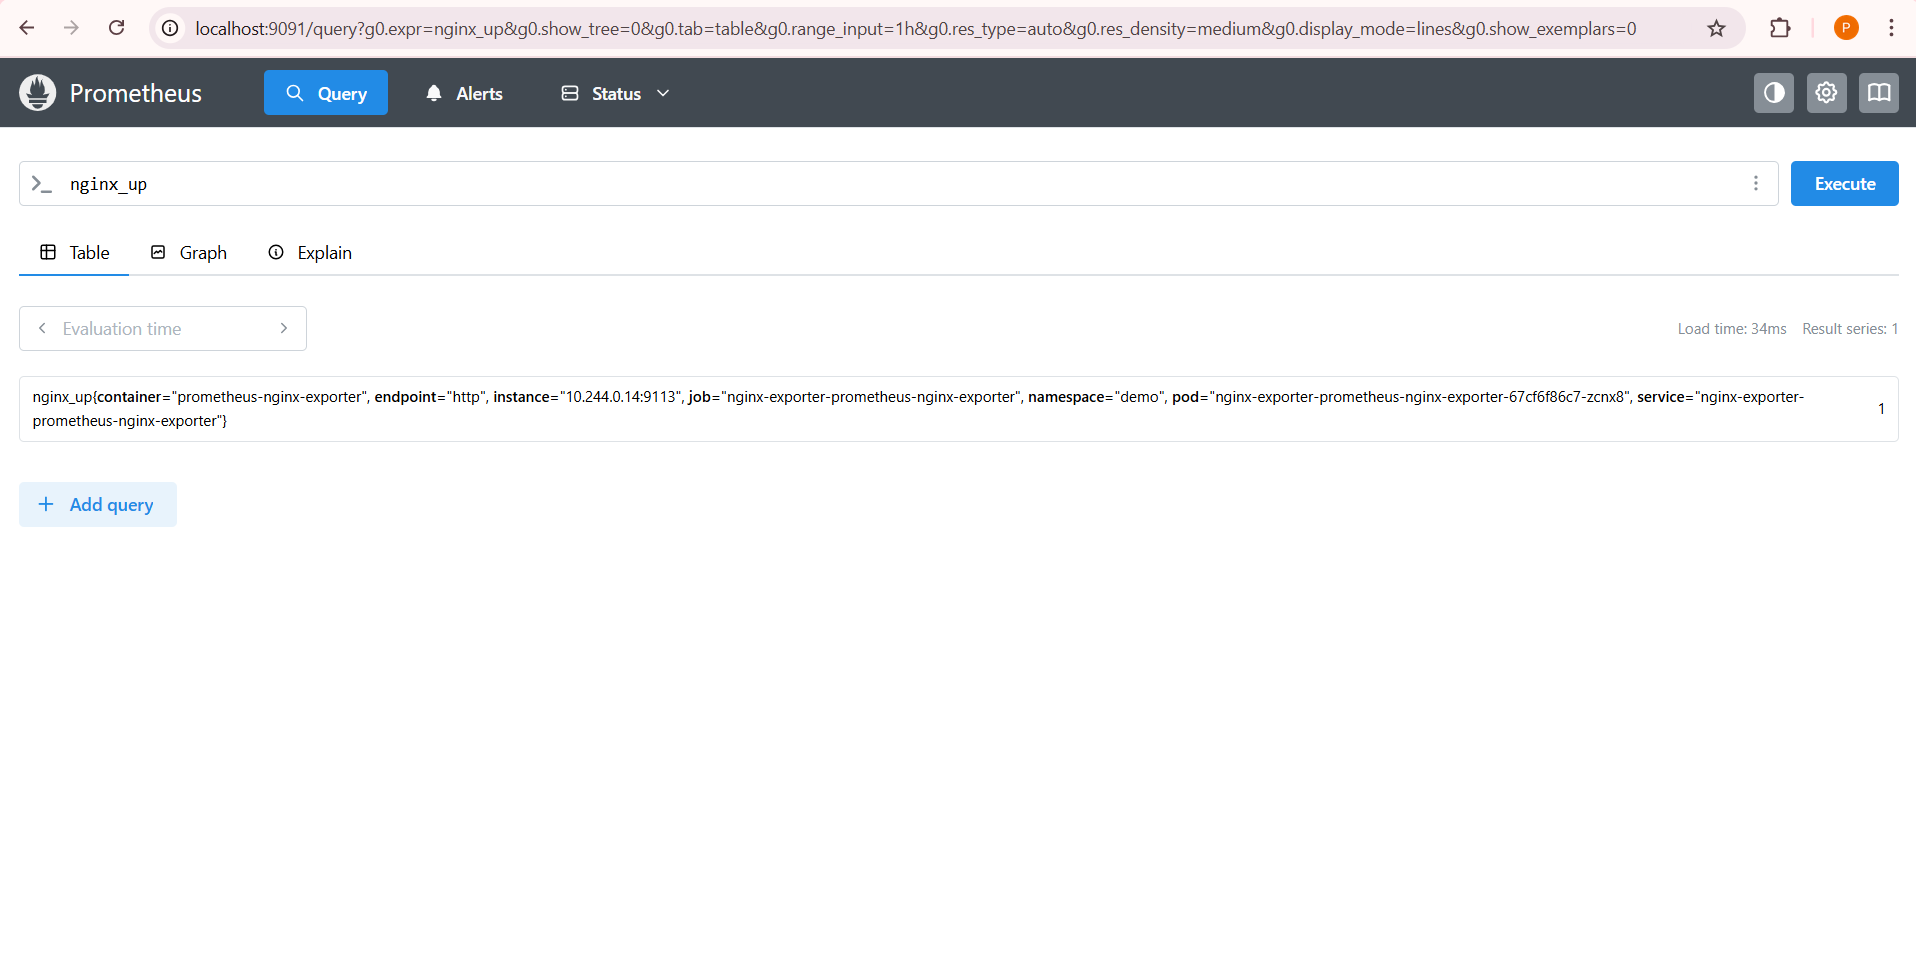 localhost:9091/query?g0.expr=nginx_up&g0.show_tree=0&g0.tab=table&g0.range_input=1h&g0.res_type=auto&g0.res_density=medium&g0.display_mode=lines&g0.show_exemplars=0
P
Prometheus
Query
Alerts
Status
nginx_up
Execute
Table
Graph
Explain
Evaluation time
Load time: 34ms
Result series: 1
nginx_up{container="prometheus-nginx-exporter", endpoint="http", instance="10.244.0.14:9113", job="nginx-exporter-prometheus-nginx-exporter", namespace="demo", pod="nginx-exporter-prometheus-nginx-exporter-67cf6f86c7-zcnx8", service="nginx-exporter-
prometheus-nginx-exporter"}
1
Add query